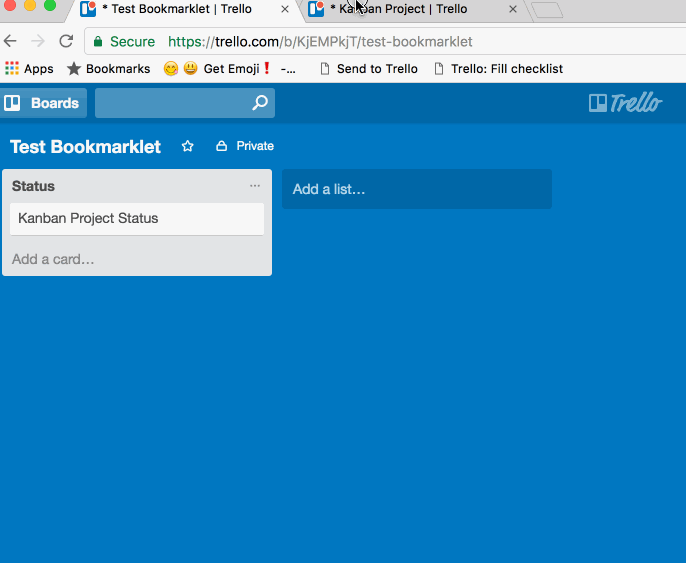 * Test Bookmarklet | Trello
* Kanban Project | Trello
Secure https://trello.com/b/KjEMPkjT/test-bookmarklet
Apps Bookmarks 😋 😃 Get Emoji❗ -... Send to Trello Trello: Fill checklist
Boards Trello
Test Bookmarklet Private
Status ...
Add a list...
Kanban Project Status
Add a card...